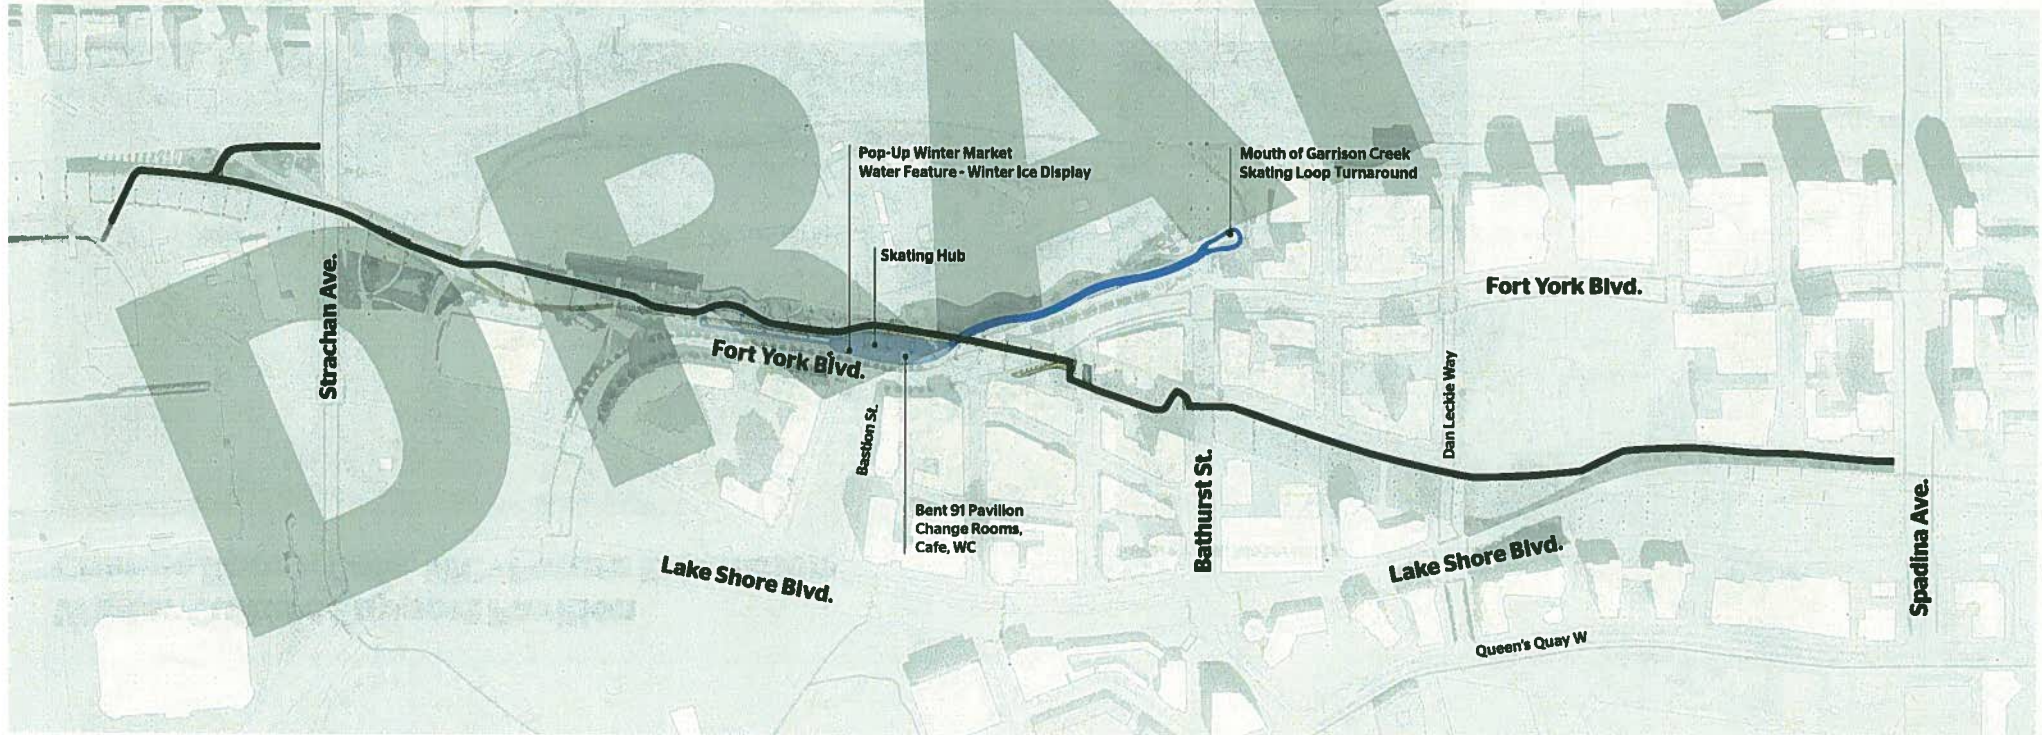 DRAF
Pop-Up Winter Market
Water Feature - Winter Ice Display
Mouth of Garrison Creek
Skating Loop Turnaround
Skating Hub
Strachan Ave.
Fort York Blvd.
Fort York Blvd.
Dan Leckie Way
Bastion St.
Bathurst St.
Bent 91 Pavilion
Change Rooms,
Cafe, WC
Lake Shore Blvd.
Lake Shore Blvd.
Spadina Ave.
Queen's Quay W